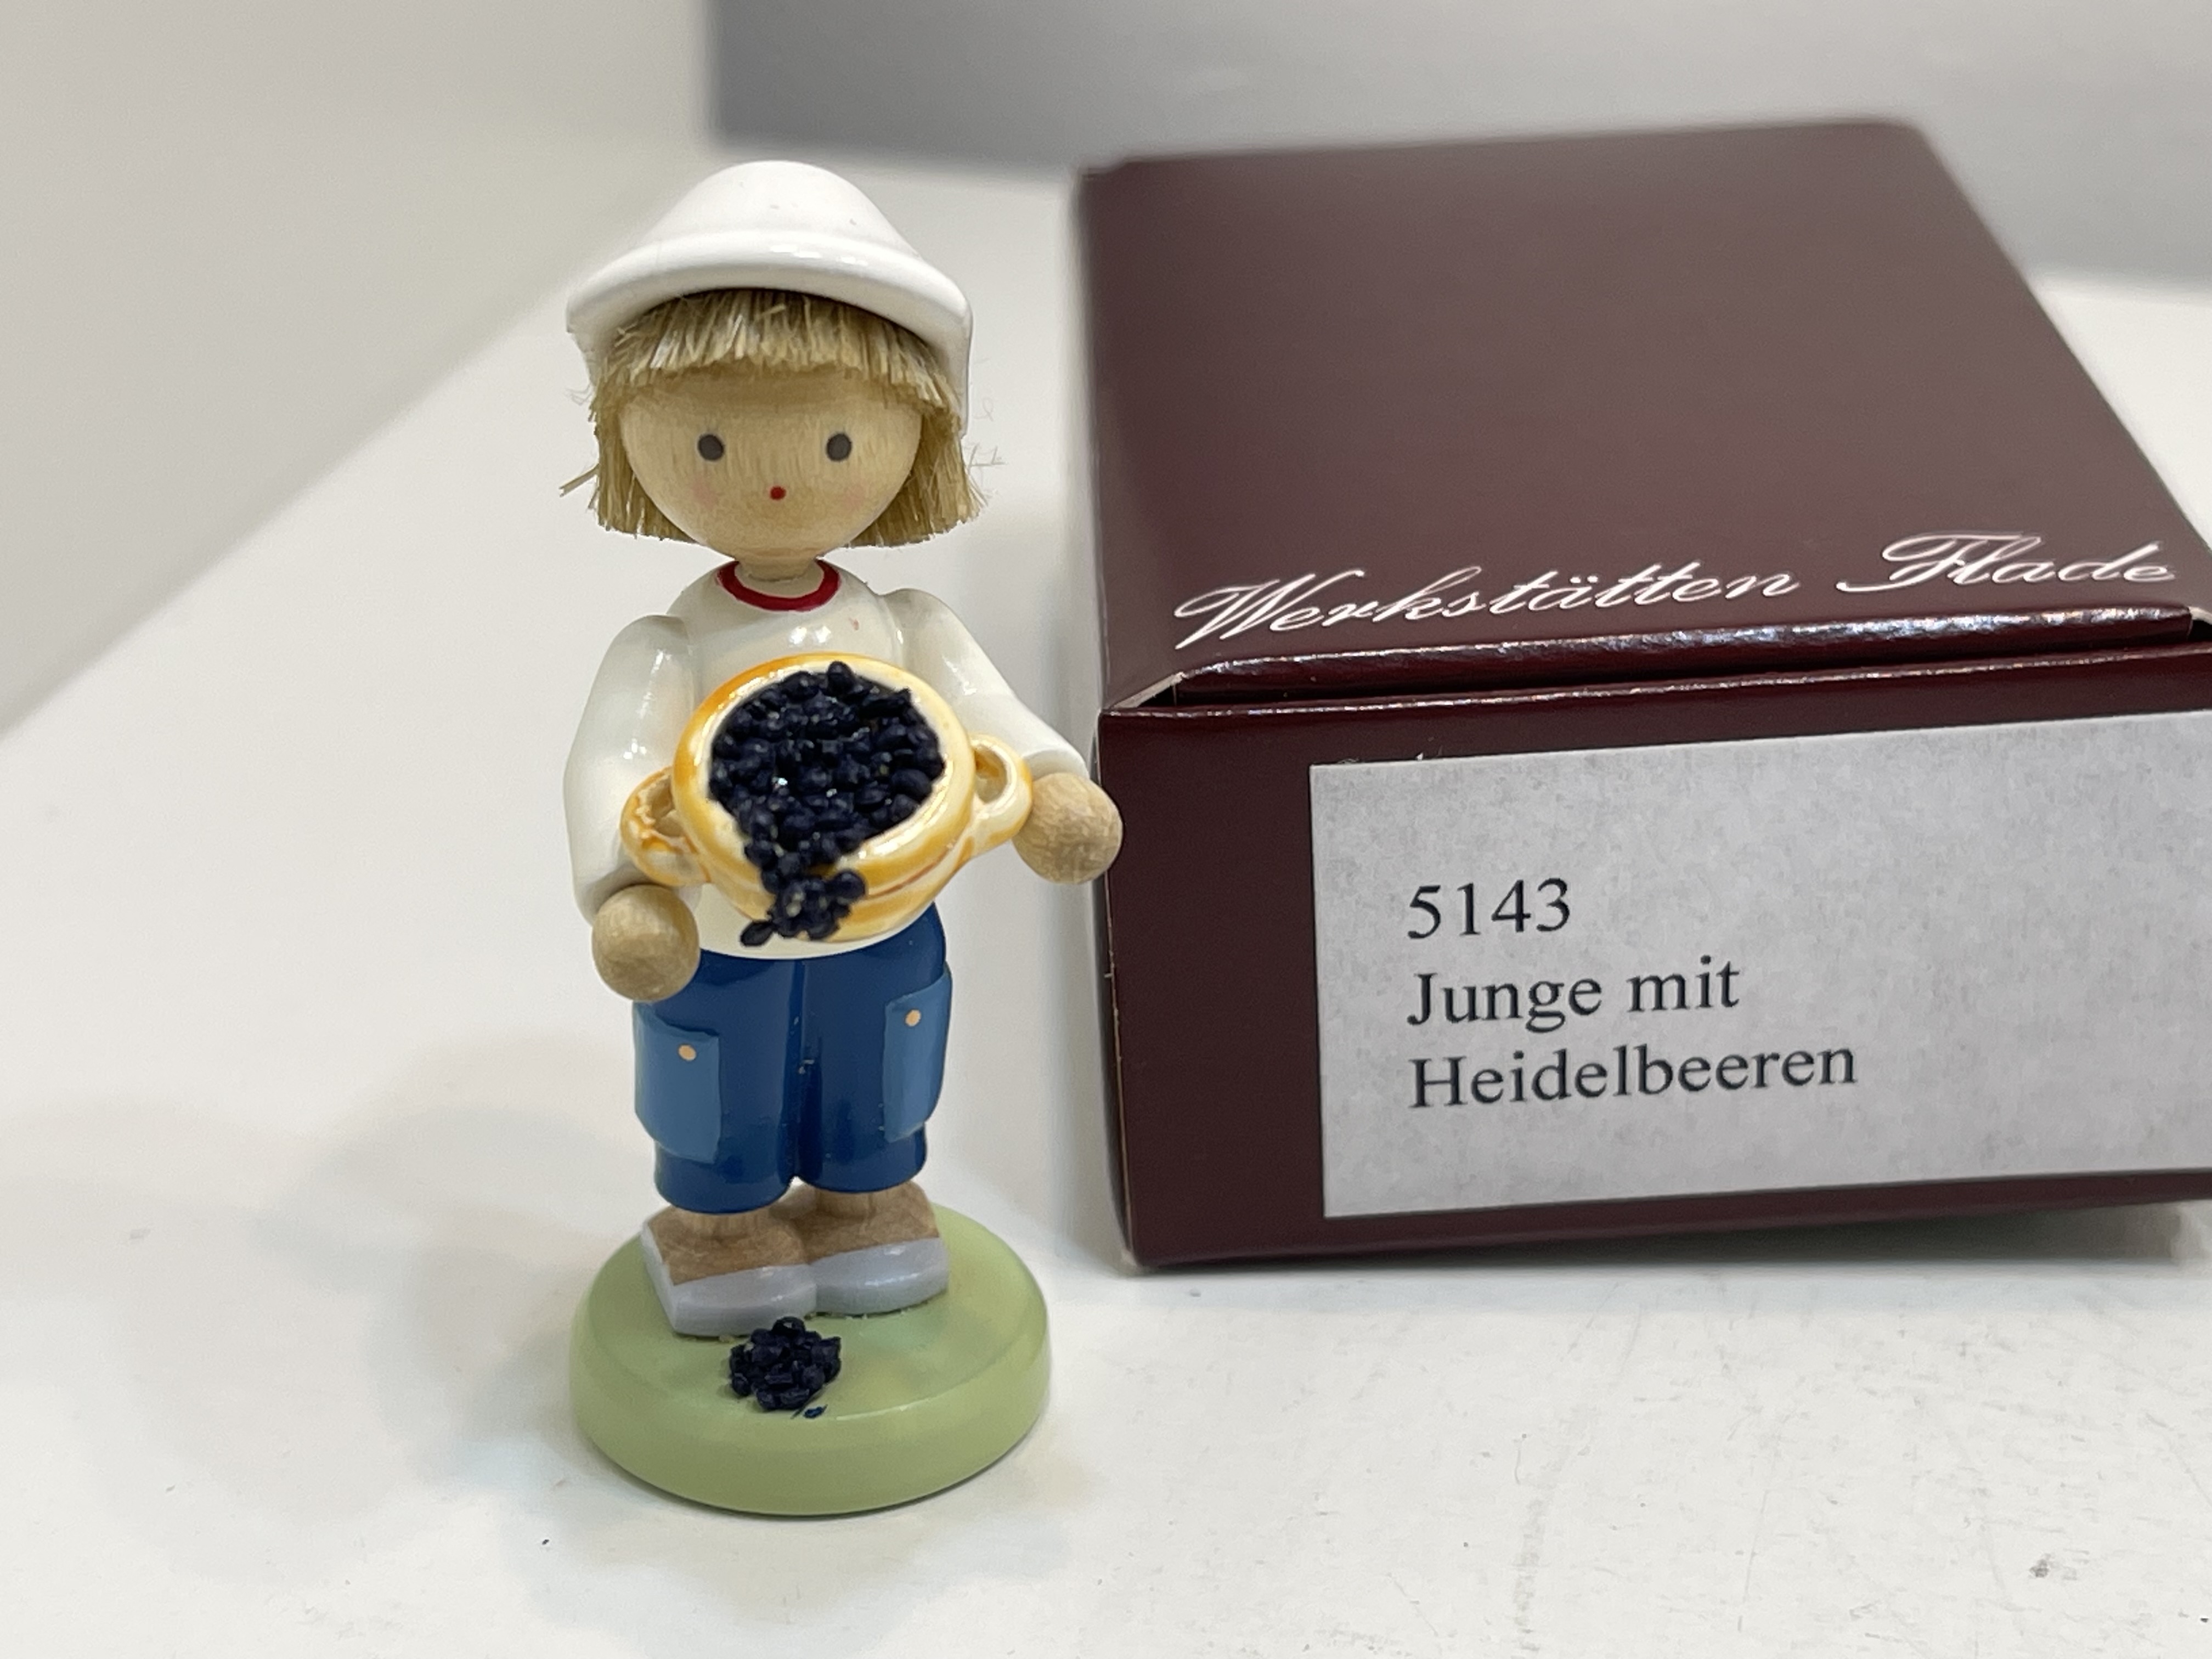 Werkstätten Flade
5143
Junge mit
Heidelbeeren